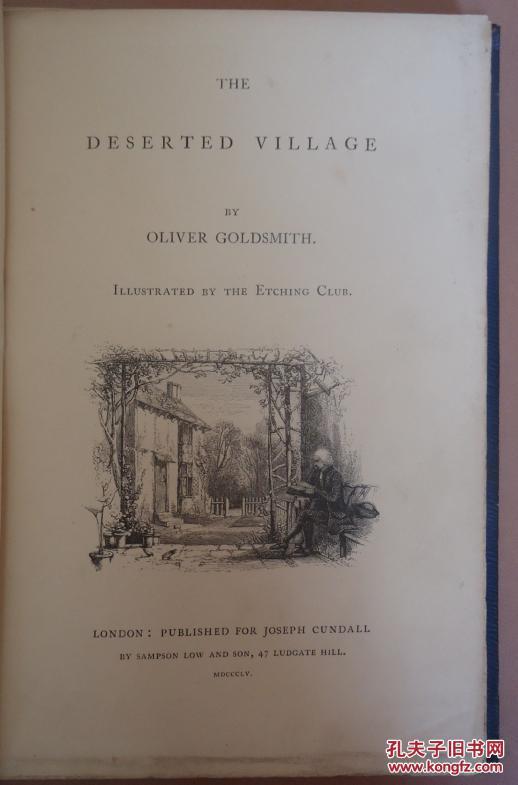 THE
DESERTED VILLAGE
BY
OLIVER GOLDSMITH.
ILLUSTRATED BY THE ETCHING CLUB.
LONDON: PUBLISHED FOR JOSEPH CUNDALL
BY SAMPSON LOW AND SON, 47 LUDGATE HILL.
MDCCCLV.
孔夫子旧书网
www.kongfz.com